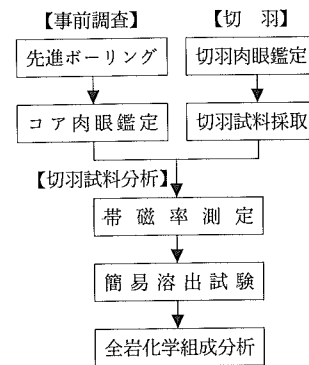 【事前調査】
【切 羽】
先進ボーリング
切羽肉眼鑑定
コア肉眼鑑定
切羽試料採取
【切羽試料分析】
帯磁率測定
簡易溶出試験
全岩化学組成分析